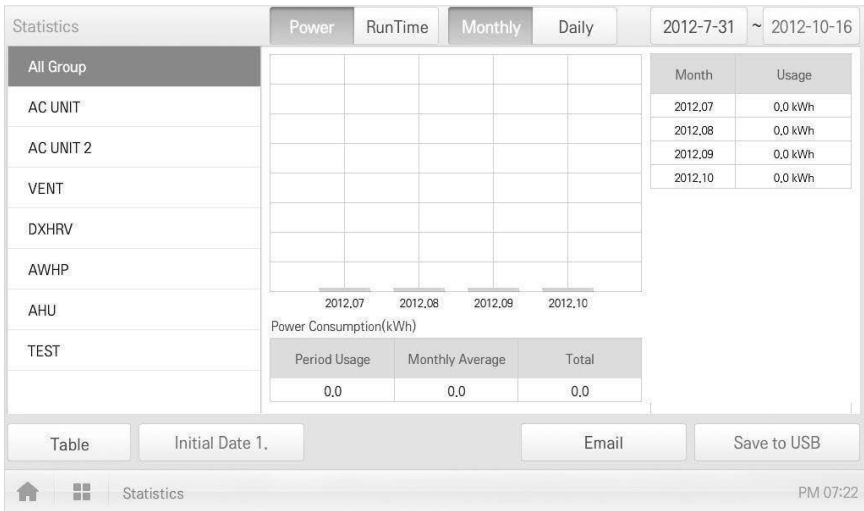 Statistics
Power RunTime Monthly Daily 2012-7-31 ~ 2012-10-16
All Group
AC UNIT
AC UNIT 2
VENT
DXHRV
AWHP
AHU
TEST
2012.07 2012.08 2012.09 2012.10
Power Consumption(kWh)
Period Usage Monthly Average Total
0.0 0.0 0.0
Month Usage
2012.07 0.0 kWh
2012.08 0.0 kWh
2012.09 0.0 kWh
2012.10 0.0 kWh
Table Initial Date 1. Email Save to USB
Statistics PM 07:22